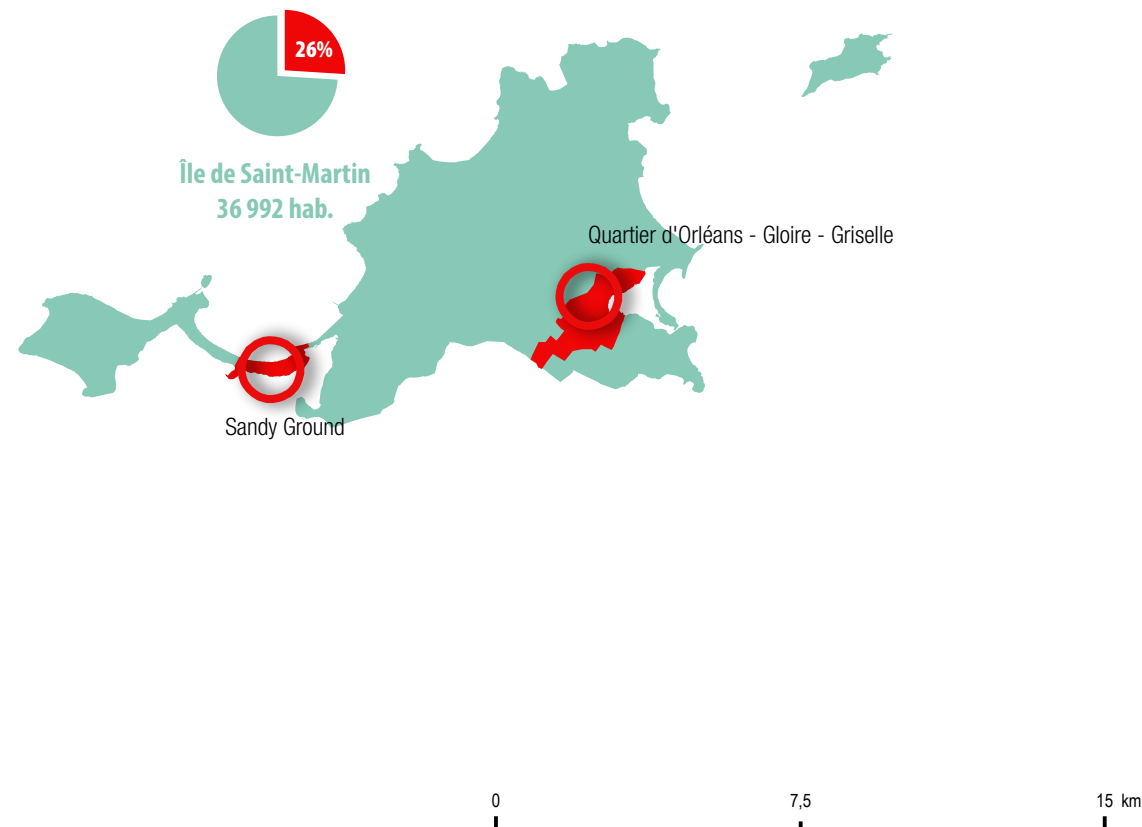 26%
Île de Saint-Martin
36 992 hab.
Quartier d'Orléans - Gloire - Griselle
Sandy Ground
0 7,5 15 km